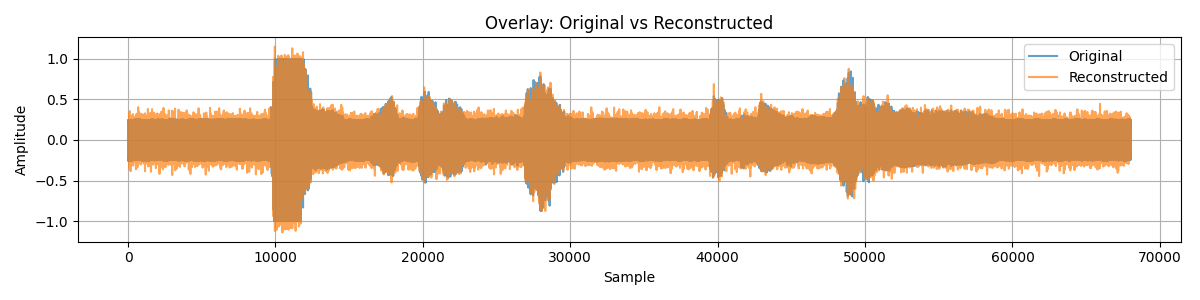 Overlay: Original vs Reconstructed
Original
Reconstructed
Amplitude
1.0
0.5
0.0
−0.5
−1.0
0 10000 20000 30000 40000 50000 60000 70000
Sample